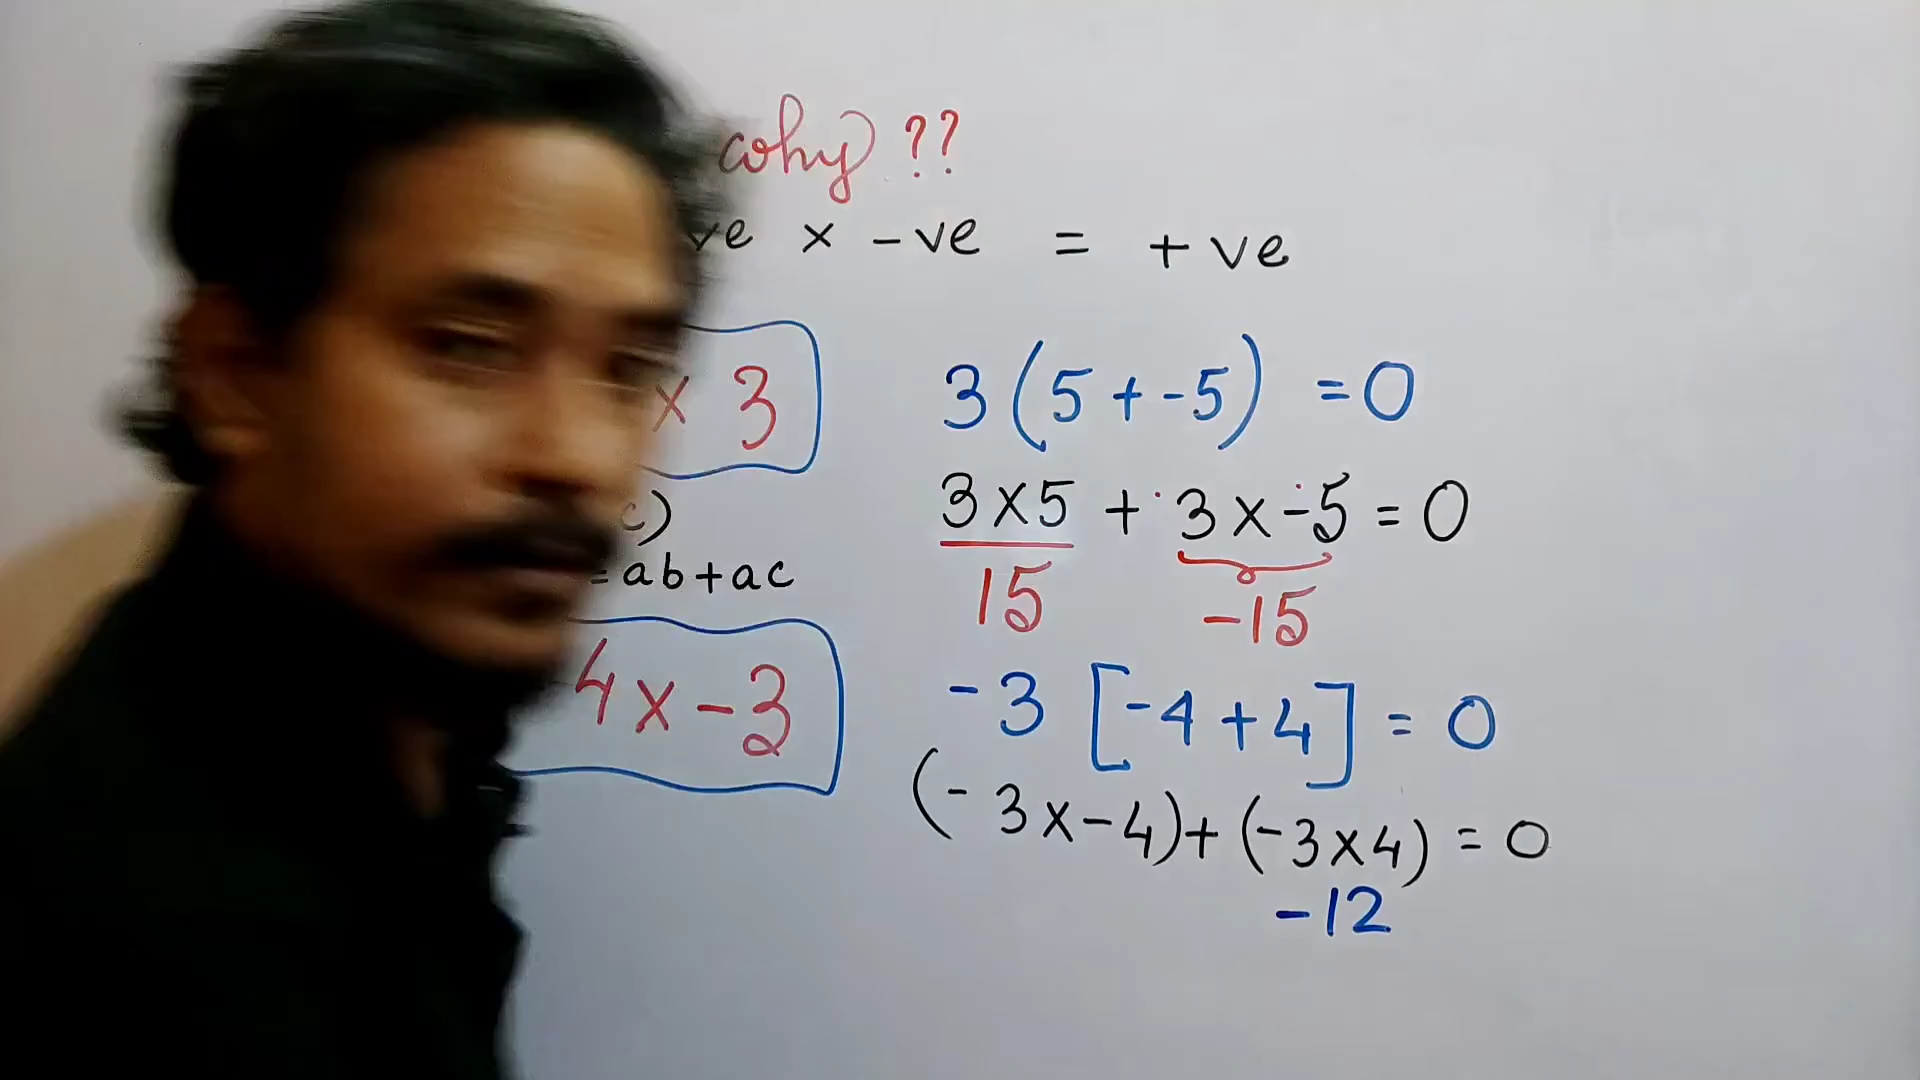 why ??
ve × -ve = +ve
× 3
3 (5 + -5) = 0
c)
3×5 + 3×-5 = 0
=ab+ac
15
-15
4 × -3
-3 [-4 + 4] = 0
(-3×-4)+(-3×4) = 0
-12